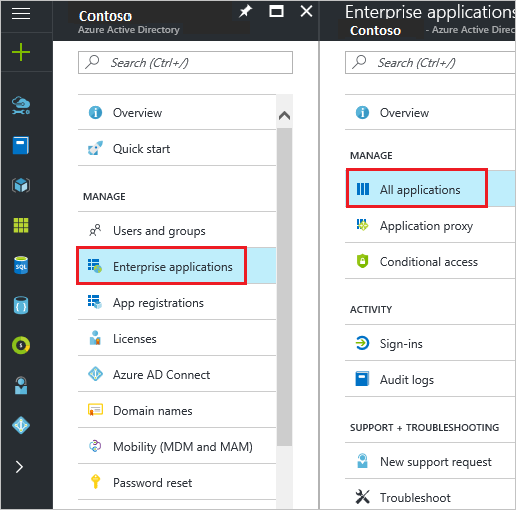 Contoso
Azure Active Directory
Search (Ctrl+/)
Overview
Quick start
MANAGE
Users and groups
Enterprise applications
App registrations
Licenses
Azure AD Connect
Domain names
Mobility (MDM and MAM)
Password reset
SQL
Enterprise applications
Contoso - Azure Active Directory
Search (Ctrl+/)
Overview
MANAGE
All applications
Application proxy
Conditional access
ACTIVITY
Sign-ins
Audit logs
SUPPORT + TROUBLESHOOTING
New support request
Troubleshoot